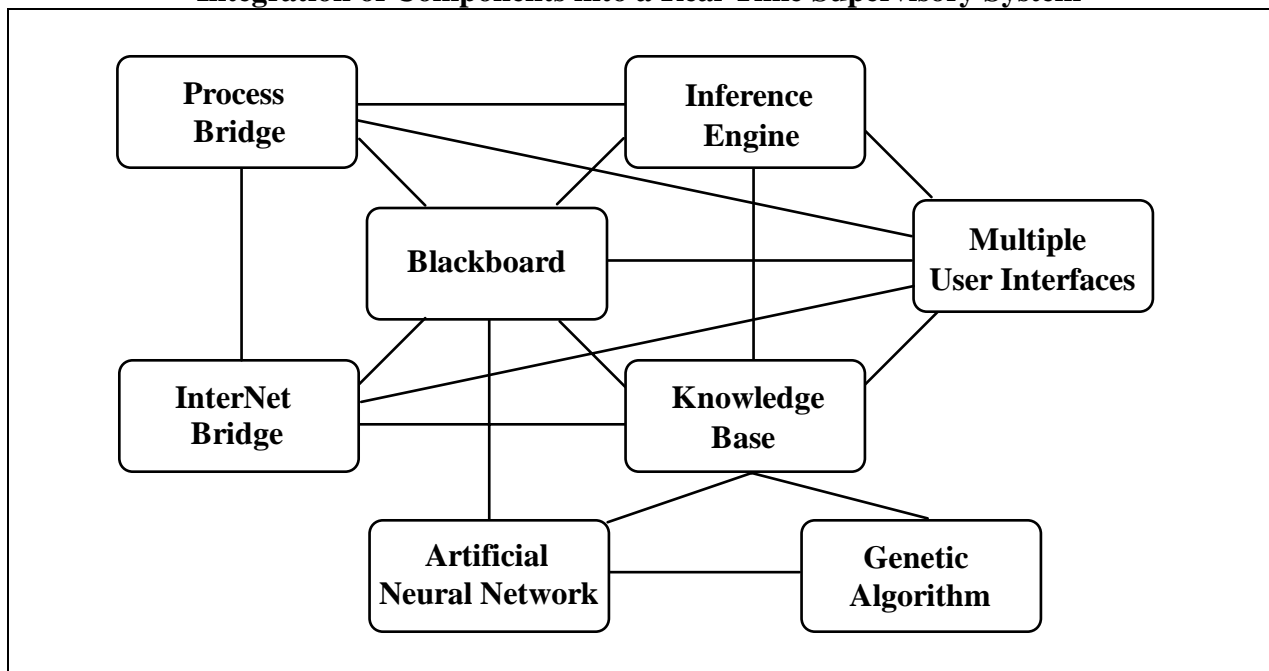 Integration of Components into a Real-Time Supervisory System
Process
Bridge
Inference
Engine
Blackboard
Multiple
User Interfaces
InterNet
Bridge
Knowledge
Base
Artificial
Neural Network
Genetic
Algorithm